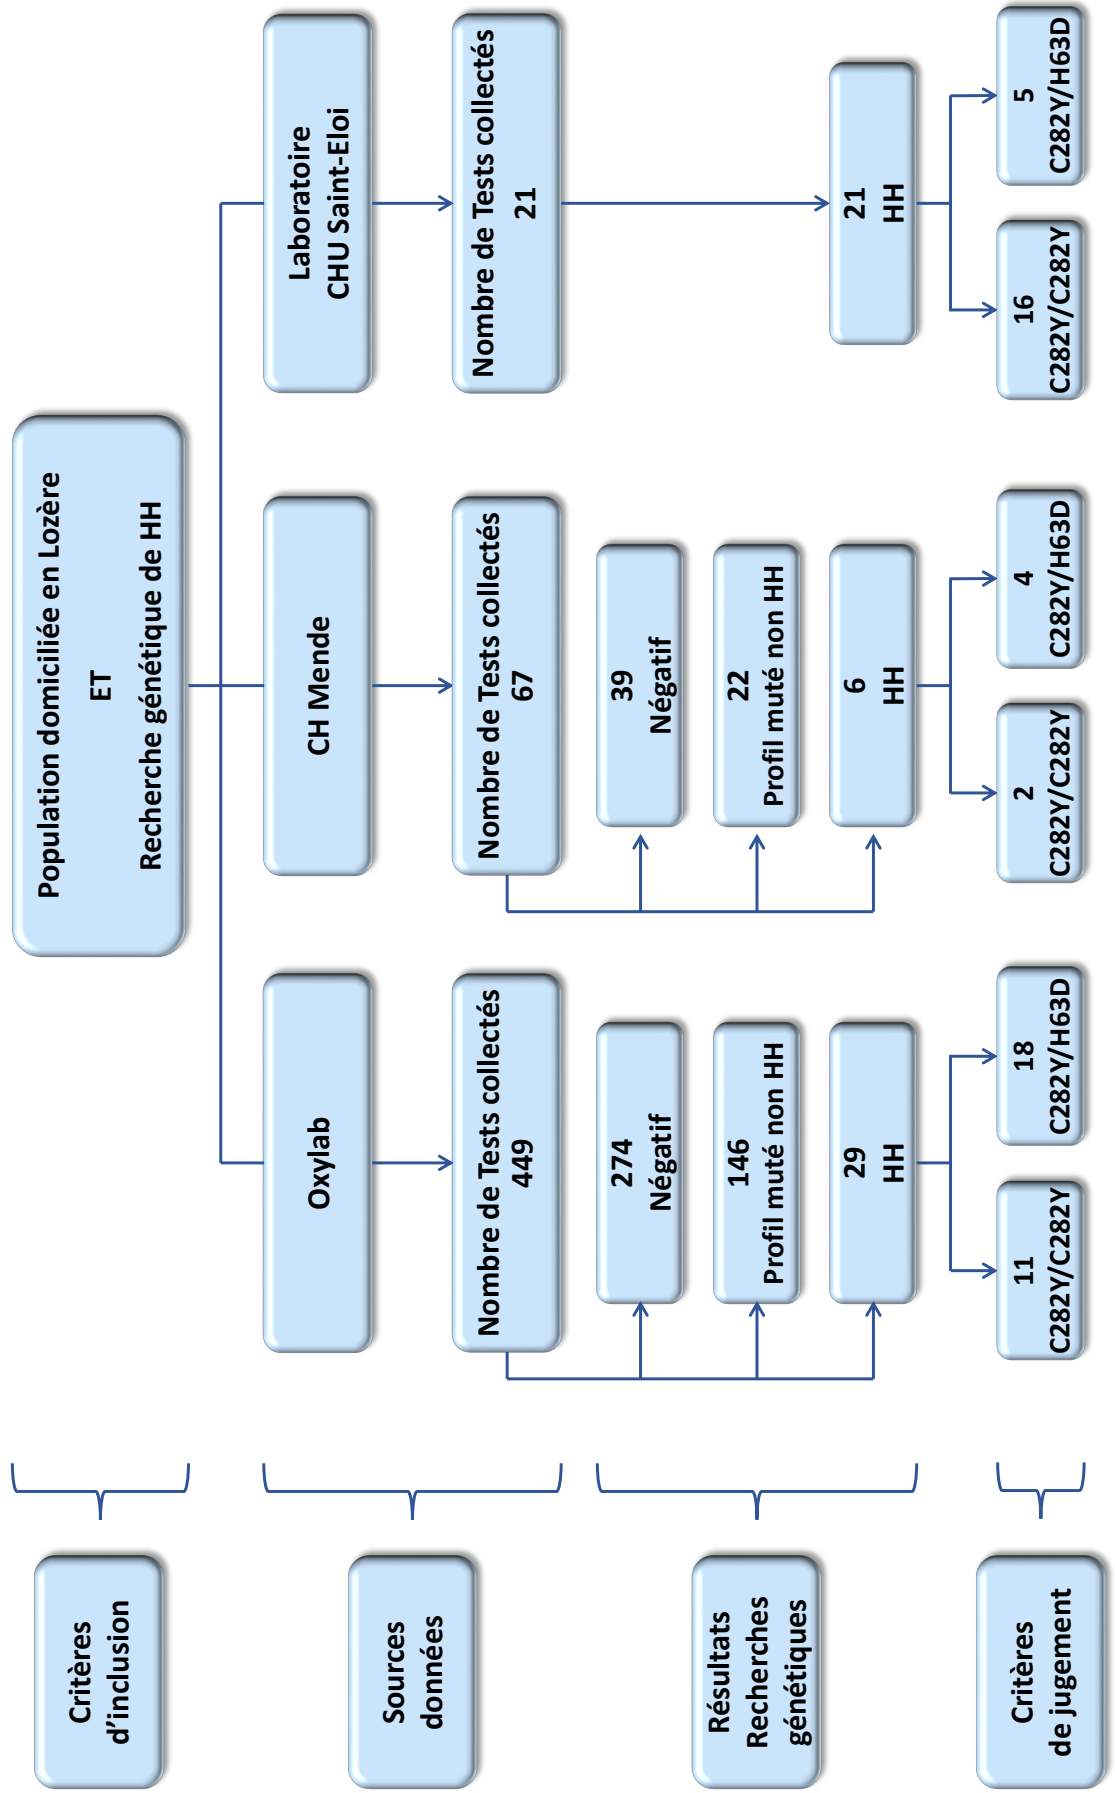 Critères
d'inclusion
Population domiciliée en Lozère
ET
Recherche génétique de HH
Sources
données
Oxylab
CH Mende
Laboratoire
CHU Saint-Eloi
Nombre de Tests collectés
449
Nombre de Tests collectés
67
Nombre de Tests collectés
21
Résultats
Recherches
génétiques
274
Négatif
39
Négatif
146
Profil muté non HH
22
Profil muté non HH
29
HH
6
HH
21
HH
Critères
de jugement
11
C282Y/C282Y
18
C282Y/H63D
2
C282Y/C282Y
4
C282Y/H63D
16
C282Y/C282Y
5
C282Y/H63D